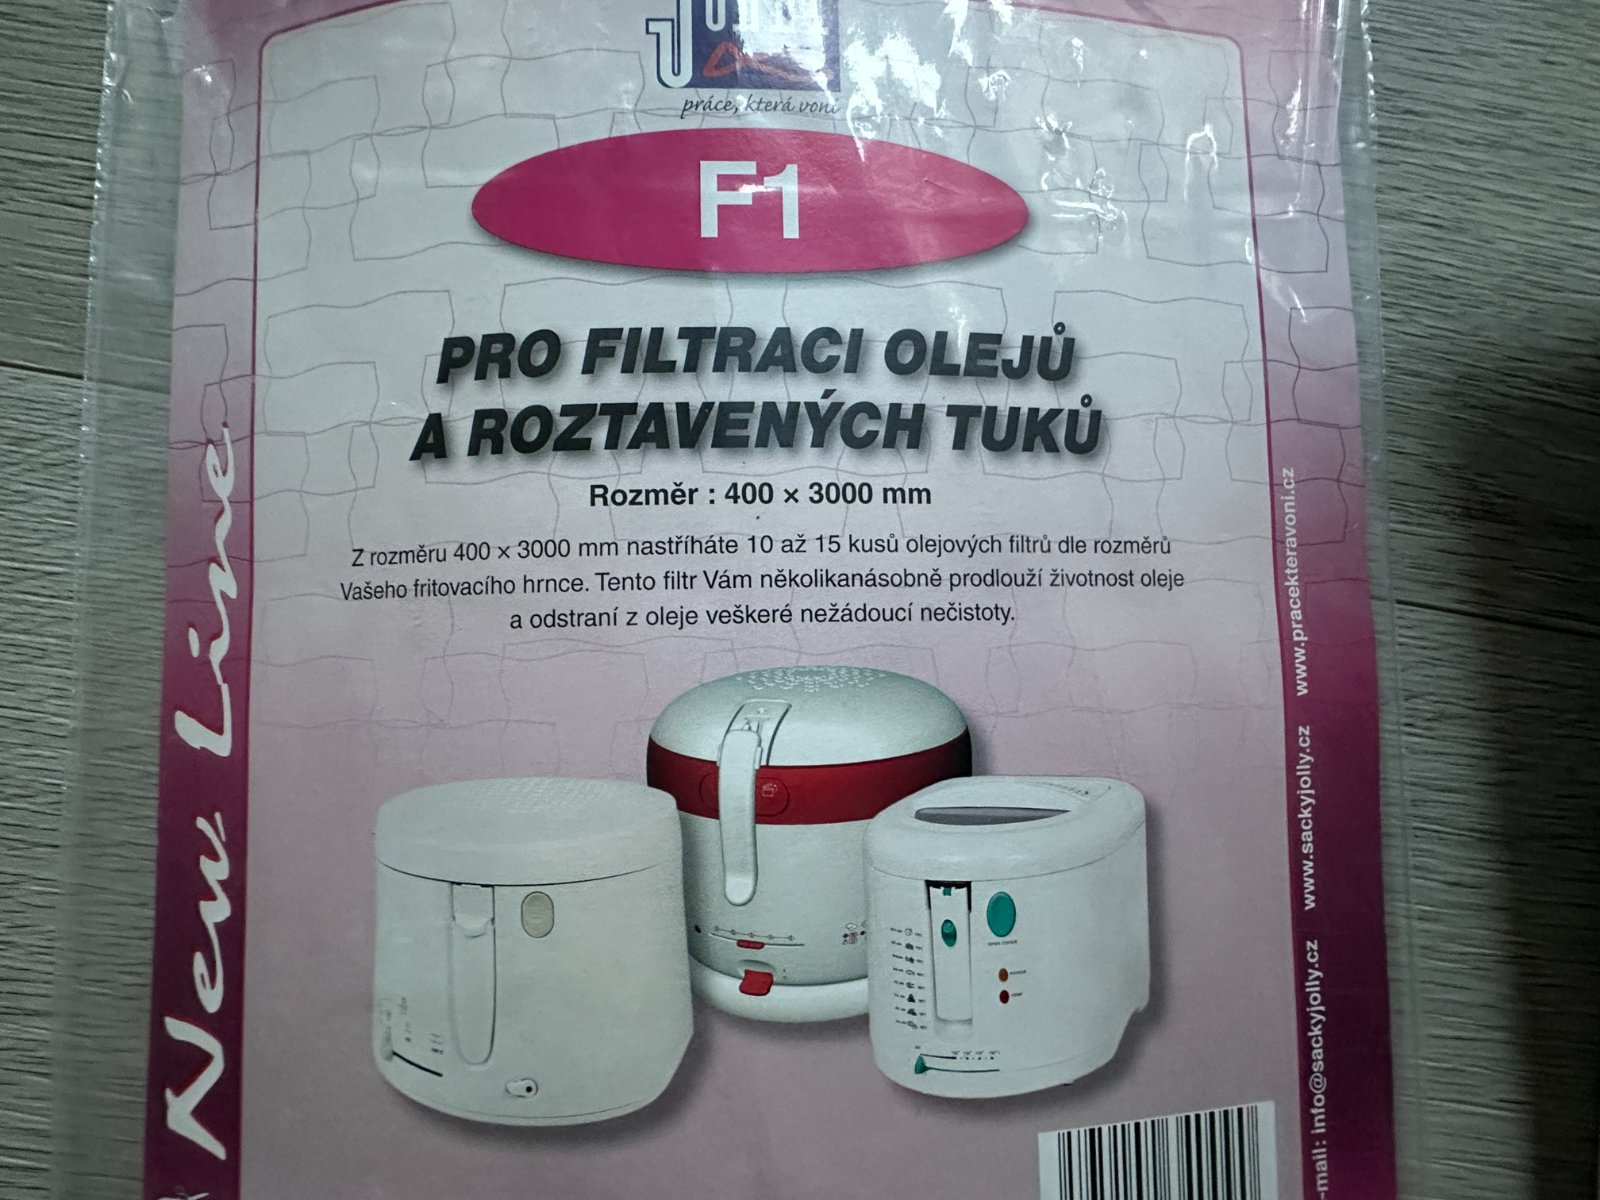 práce, která voní
F1
PRO FILTRACI OLEJŮ
A ROZTAVENÝCH TUKŮ
Rozměr : 400 × 3000 mm
Z rozměru 400 × 3000 mm nastříháte 10 až 15 kusů olejových filtrů dle rozměrů
Vašeho fritovacího hrnce. Tento filtr Vám několikanásobně prodlouží životnost oleje
a odstraní z oleje veškeré nežádoucí nečistoty.
New Line
-mail: info@sackyjolly.cz www.sackyjolly.cz www.pracekteravoni.cz